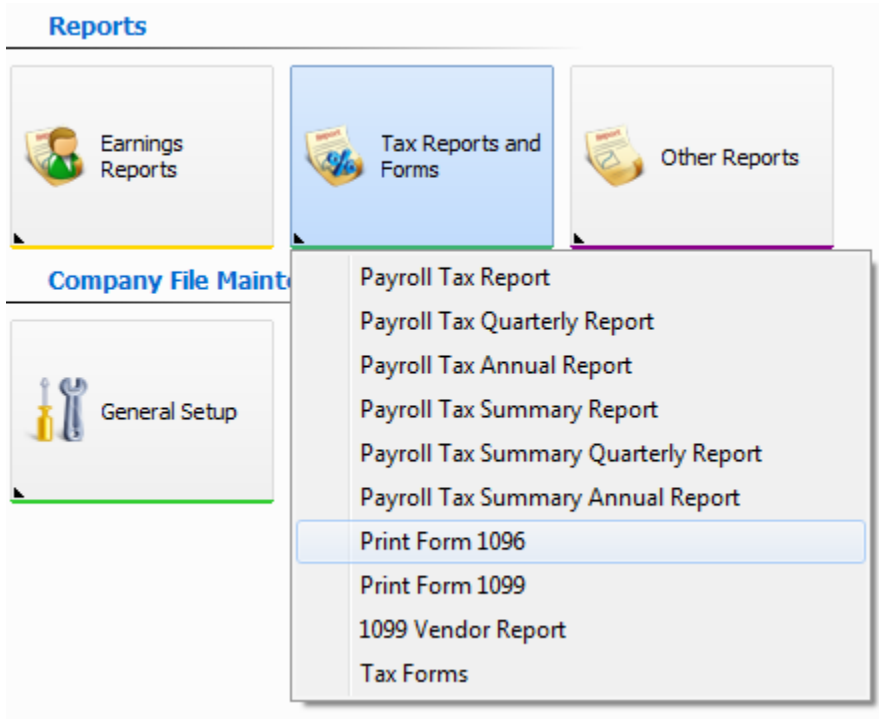 Reports
Earnings
Reports
Tax Reports and
Forms
Other Reports
Company File Maint
General Setup
Payroll Tax Report
Payroll Tax Quarterly Report
Payroll Tax Annual Report
Payroll Tax Summary Report
Payroll Tax Summary Quarterly Report
Payroll Tax Summary Annual Report
Print Form 1096
Print Form 1099
1099 Vendor Report
Tax Forms